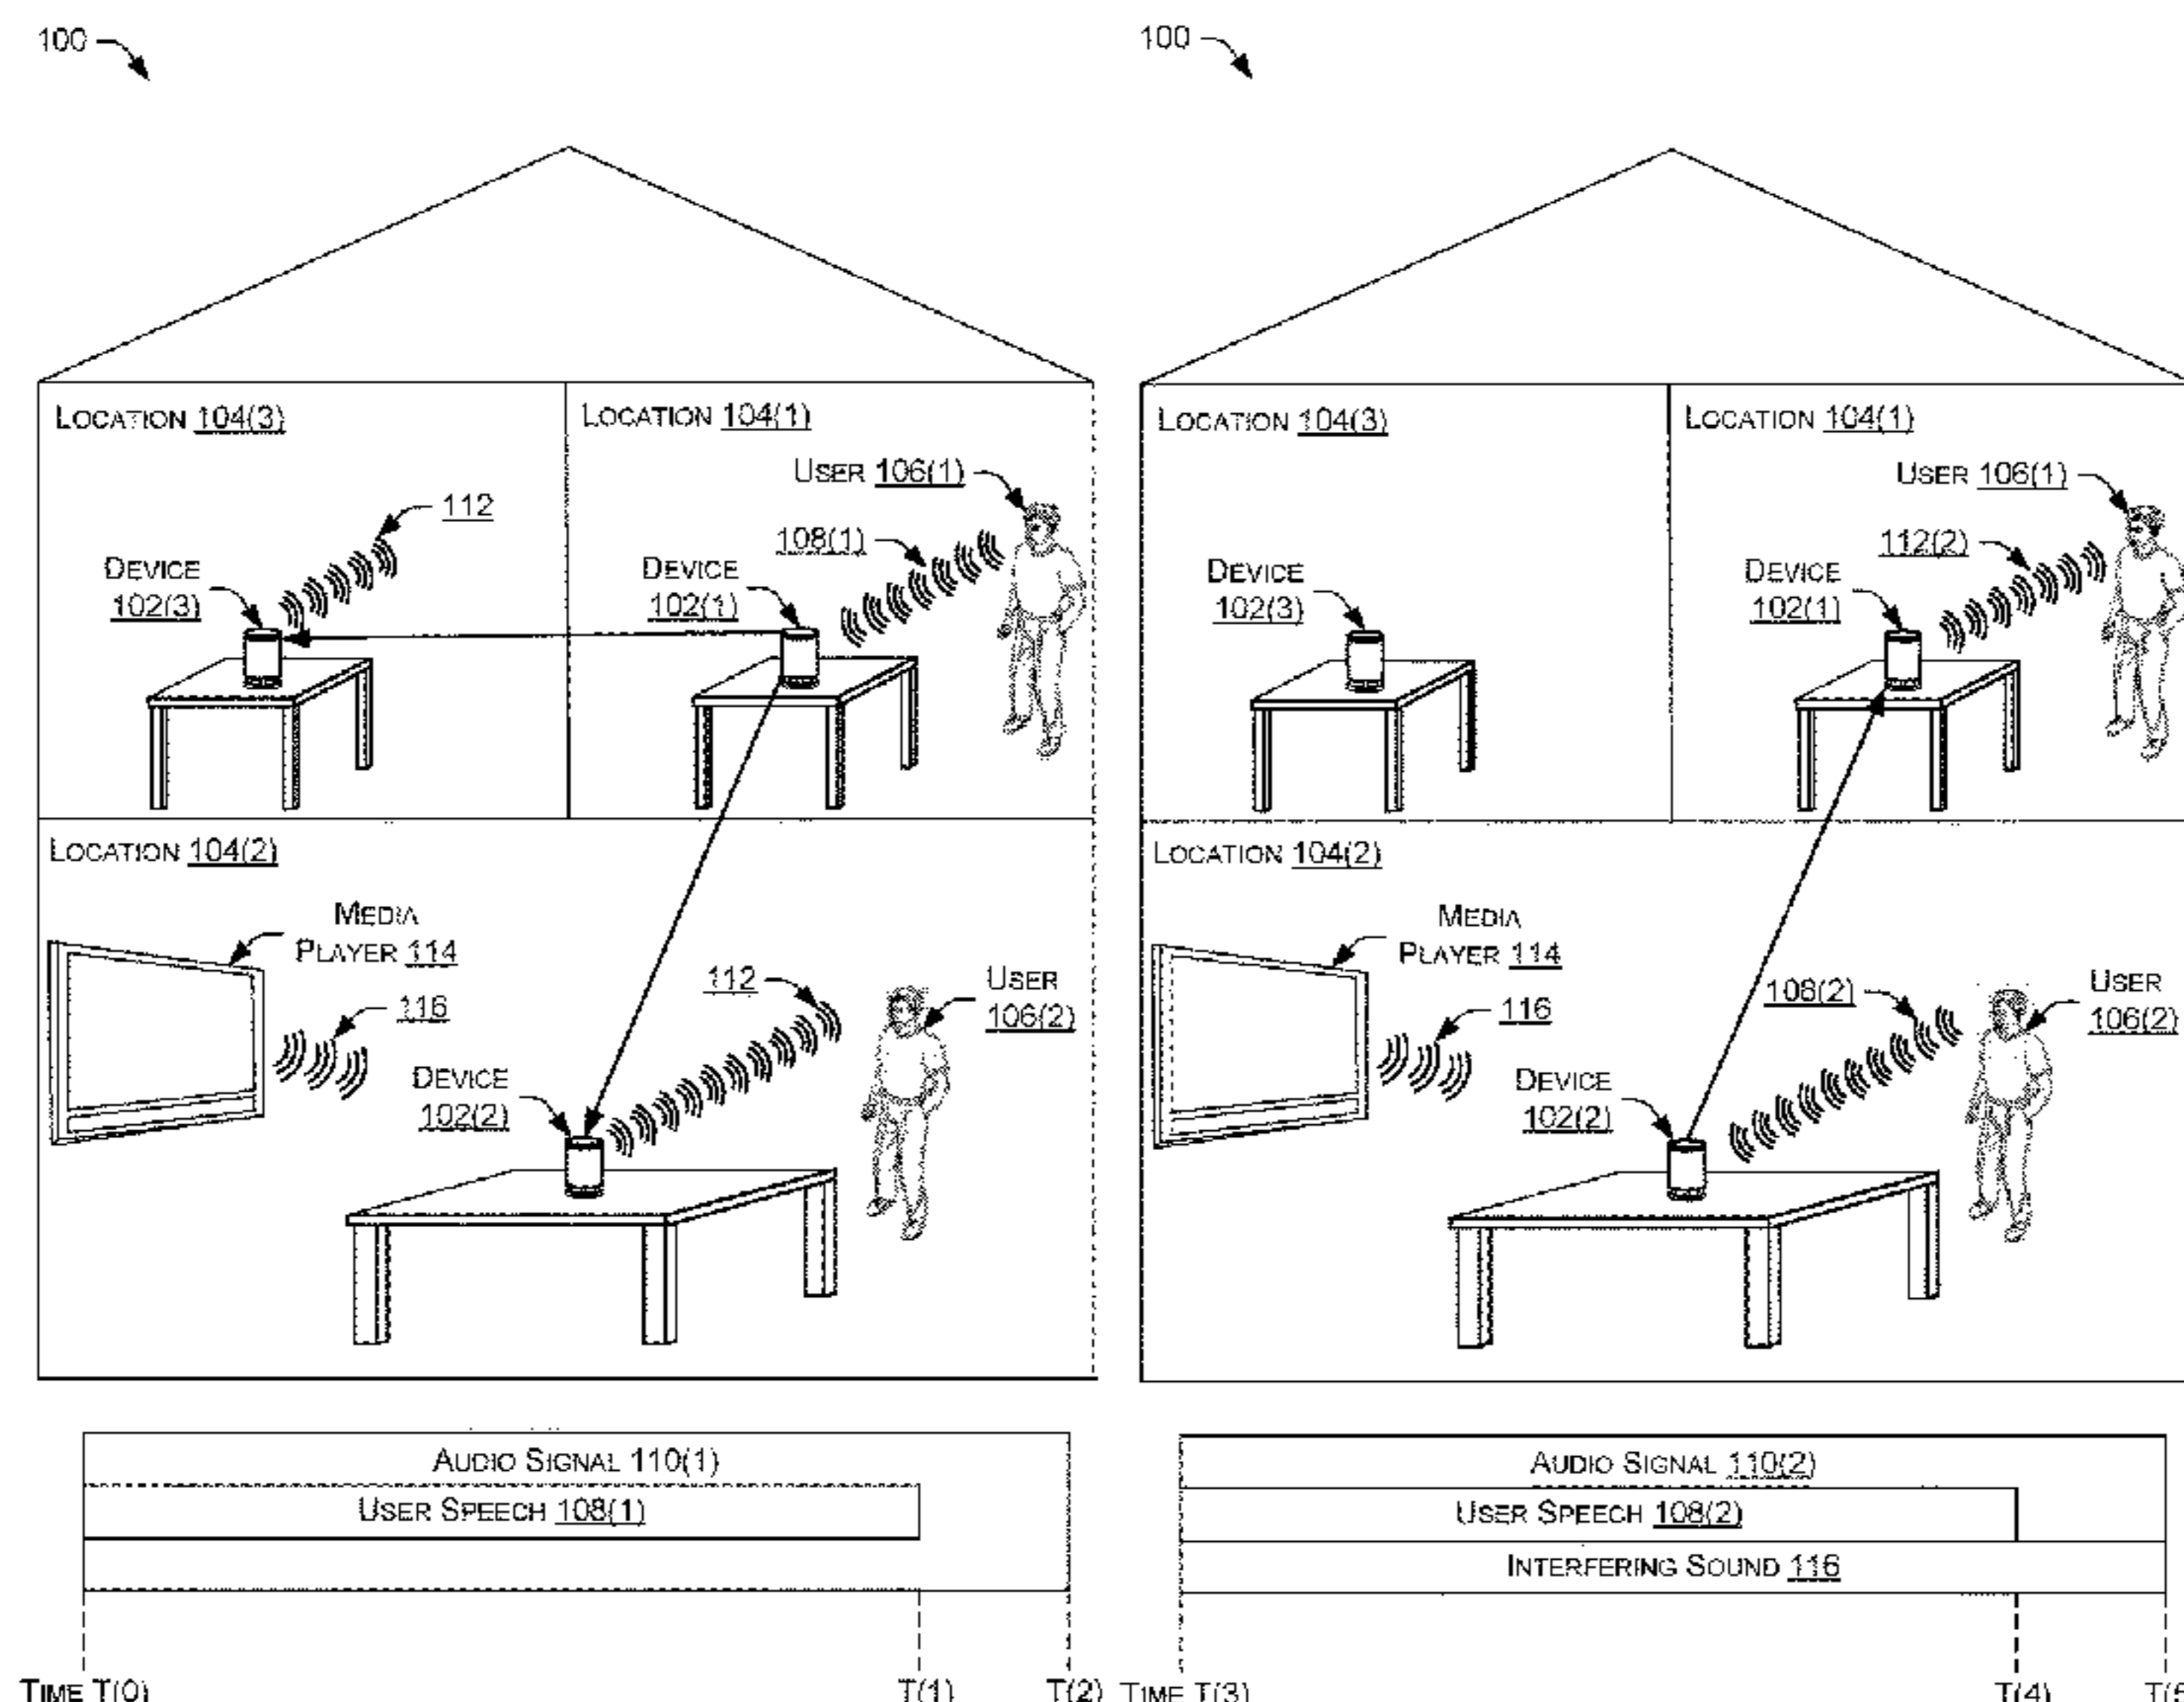 100
100
LOCATION 104(3)
LOCATION 104(1)
USER 106(1)
112
108(1)
DEVICE
102(3)
DEVICE
102(1)
LOCATION 104(2)
MEDIA
PLAYER 114
116
112
USER
106(2)
DEVICE
102(2)
LOCATION 104(3)
LOCATION 104(1)
USER 106(1)
112(2)
DEVICE
102(3)
DEVICE
102(1)
LOCATION 104(2)
MEDIA
PLAYER 114
116
108(2)
USER
106(2)
DEVICE
102(2)
AUDIO SIGNAL 110(1)
USER SPEECH 108(1)
AUDIO SIGNAL 110(2)
USER SPEECH 108(2)
INTERFERING SOUND 116
TIME T(0)
T(1)
T(2)
TIME T(3)
T(4)